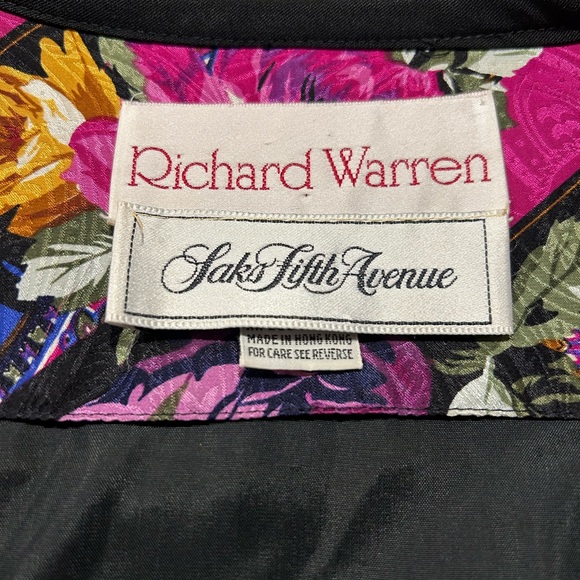 Richard Warren
Saks Fifth Avenue
MADE IN HONG KONG
FOR CARE SEE REVERSE